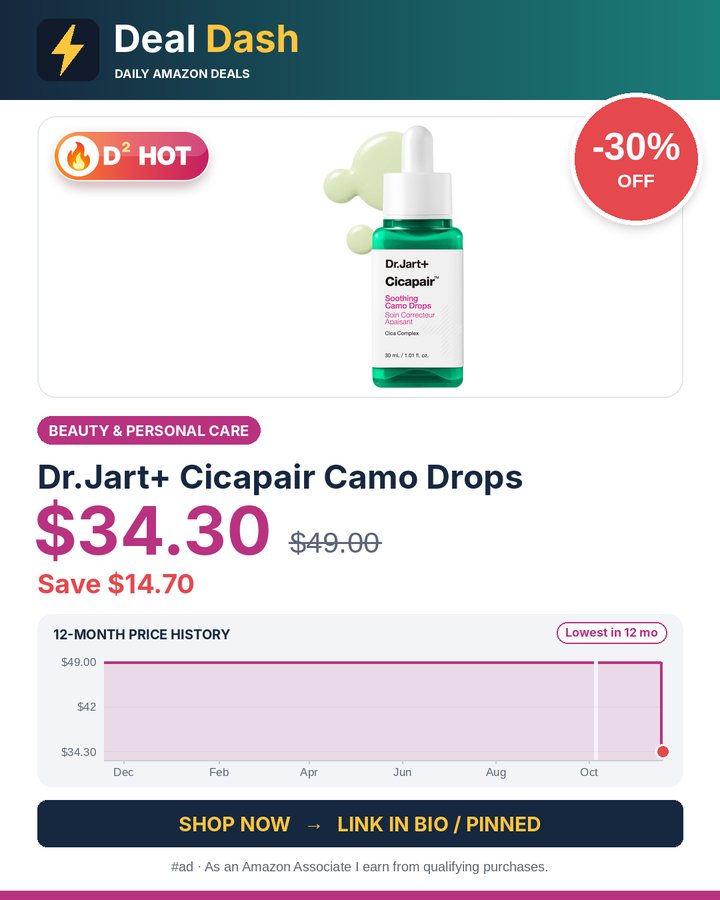 Deal Dash
DAILY AMAZON DEALS
D² HOT
-30%
OFF
Dr.Jart+
Cicapair™
Soothing
Camo Drops
Soin Correcteur
Apaisant
Cica Complex
30 mL / 1.01 fl. oz.
BEAUTY & PERSONAL CARE
Dr.Jart+ Cicapair Camo Drops
$34.30 $49.00
Save $14.70
12-MONTH PRICE HISTORY
Lowest in 12 mo
$49.00
$42
$34.30
Dec Feb Apr Jun Aug Oct
SHOP NOW → LINK IN BIO / PINNED
#ad · As an Amazon Associate I earn from qualifying purchases.